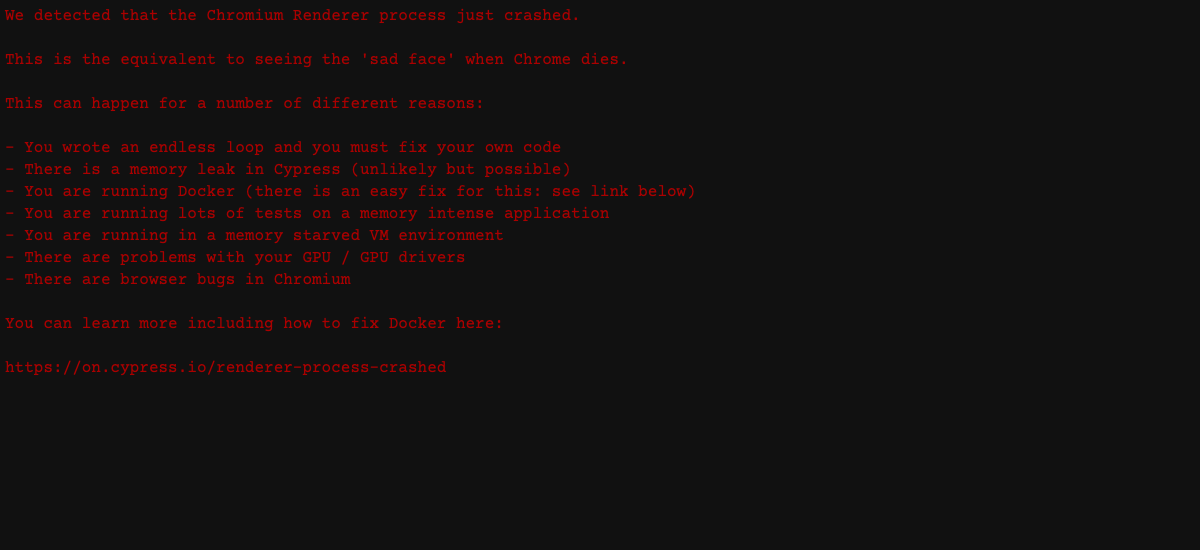 We detected that the Chromium Renderer process just crashed.
This is the equivalent to seeing the 'sad face' when Chrome dies.
This can happen for a number of different reasons:
- You wrote an endless loop and you must fix your own code
- There is a memory leak in Cypress (unlikely but possible)
- You are running Docker (there is an easy fix for this: see link below)
- You are running lots of tests on a memory intense application
- You are running in a memory starved VM environment
- There are problems with your GPU / GPU drivers
- There are browser bugs in Chromium
You can learn more including how to fix Docker here:
https://on.cypress.io/renderer-process-crashed